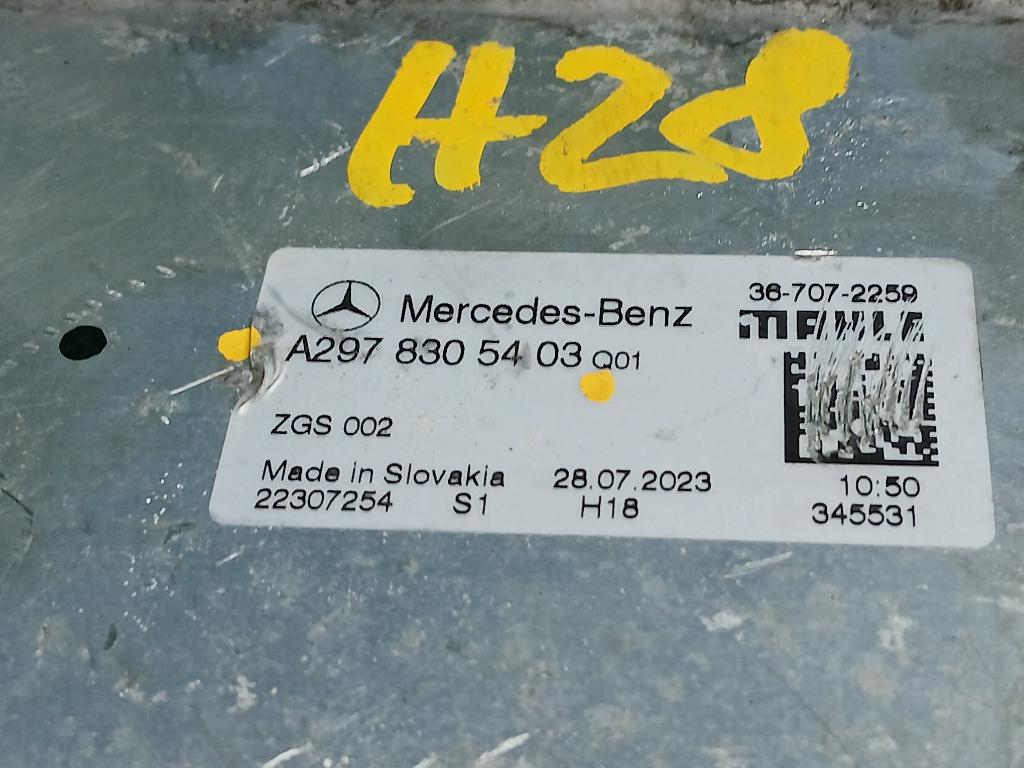 H28
Mercedes-Benz
36-707-2259
MAHLE
A297 830 54 03 Q01
ZGS 002
Made in Slovakia 28.07.2023 10:50
22307254 S1 H18 345531